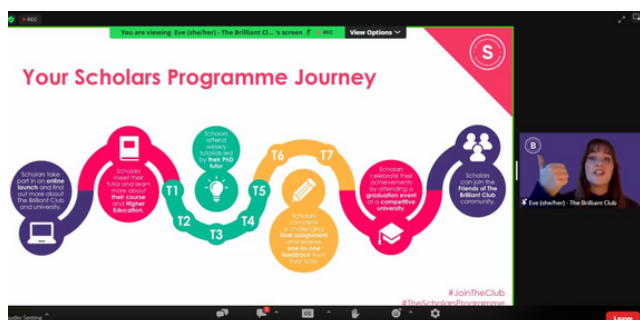 REC
You are viewing Eve (she/her) - The Brilliant Cl... 's screen
REC
View Options
S
Your Scholars Programme Journey
Scholars take
part in an online
launch and find
out more about
The Brilliant Club
and university.
Scholars
meet their
tutor and learn
more about
their course
and Higher
Education.
T1
T2
T3
T4
T5
Scholars
attend
weekly
tutorials led
by their PhD
tutor
T6
T7
Scholars
complete
a challenging
final assignment
and receive
one-to-one
feedback from
their tutor
Scholars
celebrate their
achievements
by attending a
graduation event
at a competitive
university.
Scholars
can join the
Friends of The
Brilliant Club
community.
#JoinTheClub
#TheScholarsProgramme
B
Eve (she/her) - The Brilliant Club
Leave